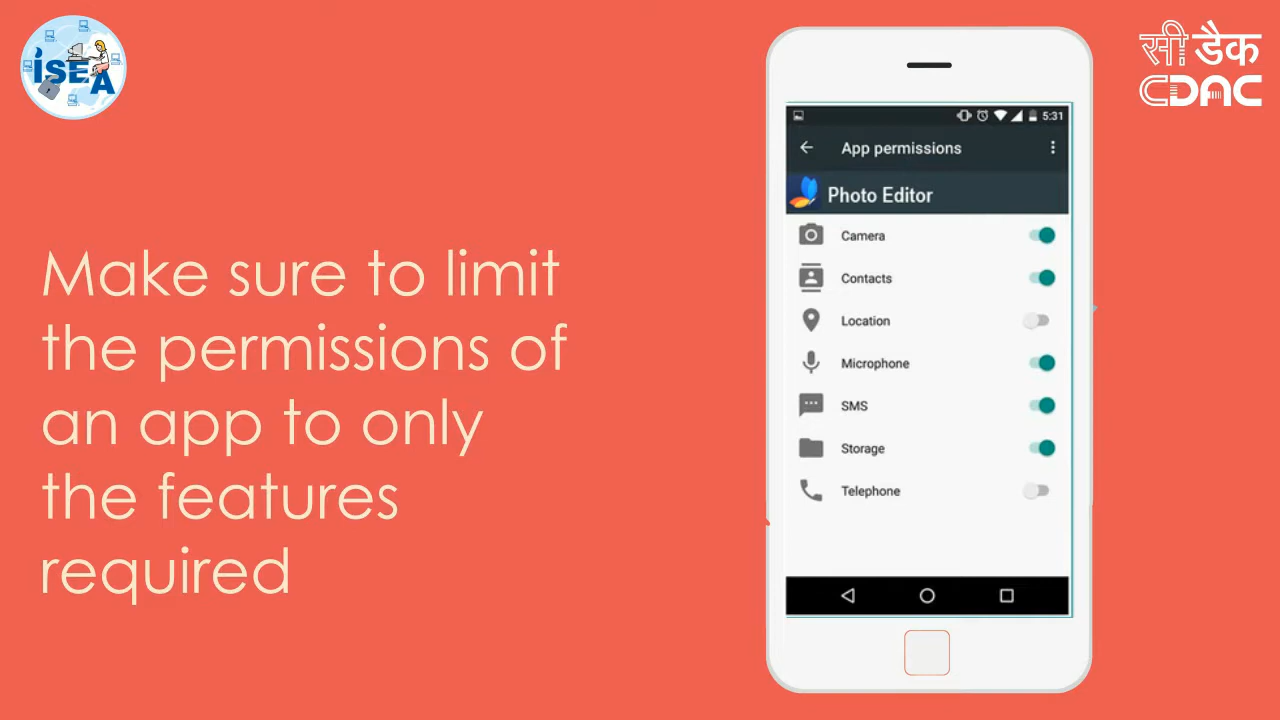 iSEA
सी डैक
CDAC
5:31
App permissions
Photo Editor
Camera
Contacts
Location
Microphone
SMS
Storage
Telephone
Make sure to limit
the permissions of
an app to only
the features
required